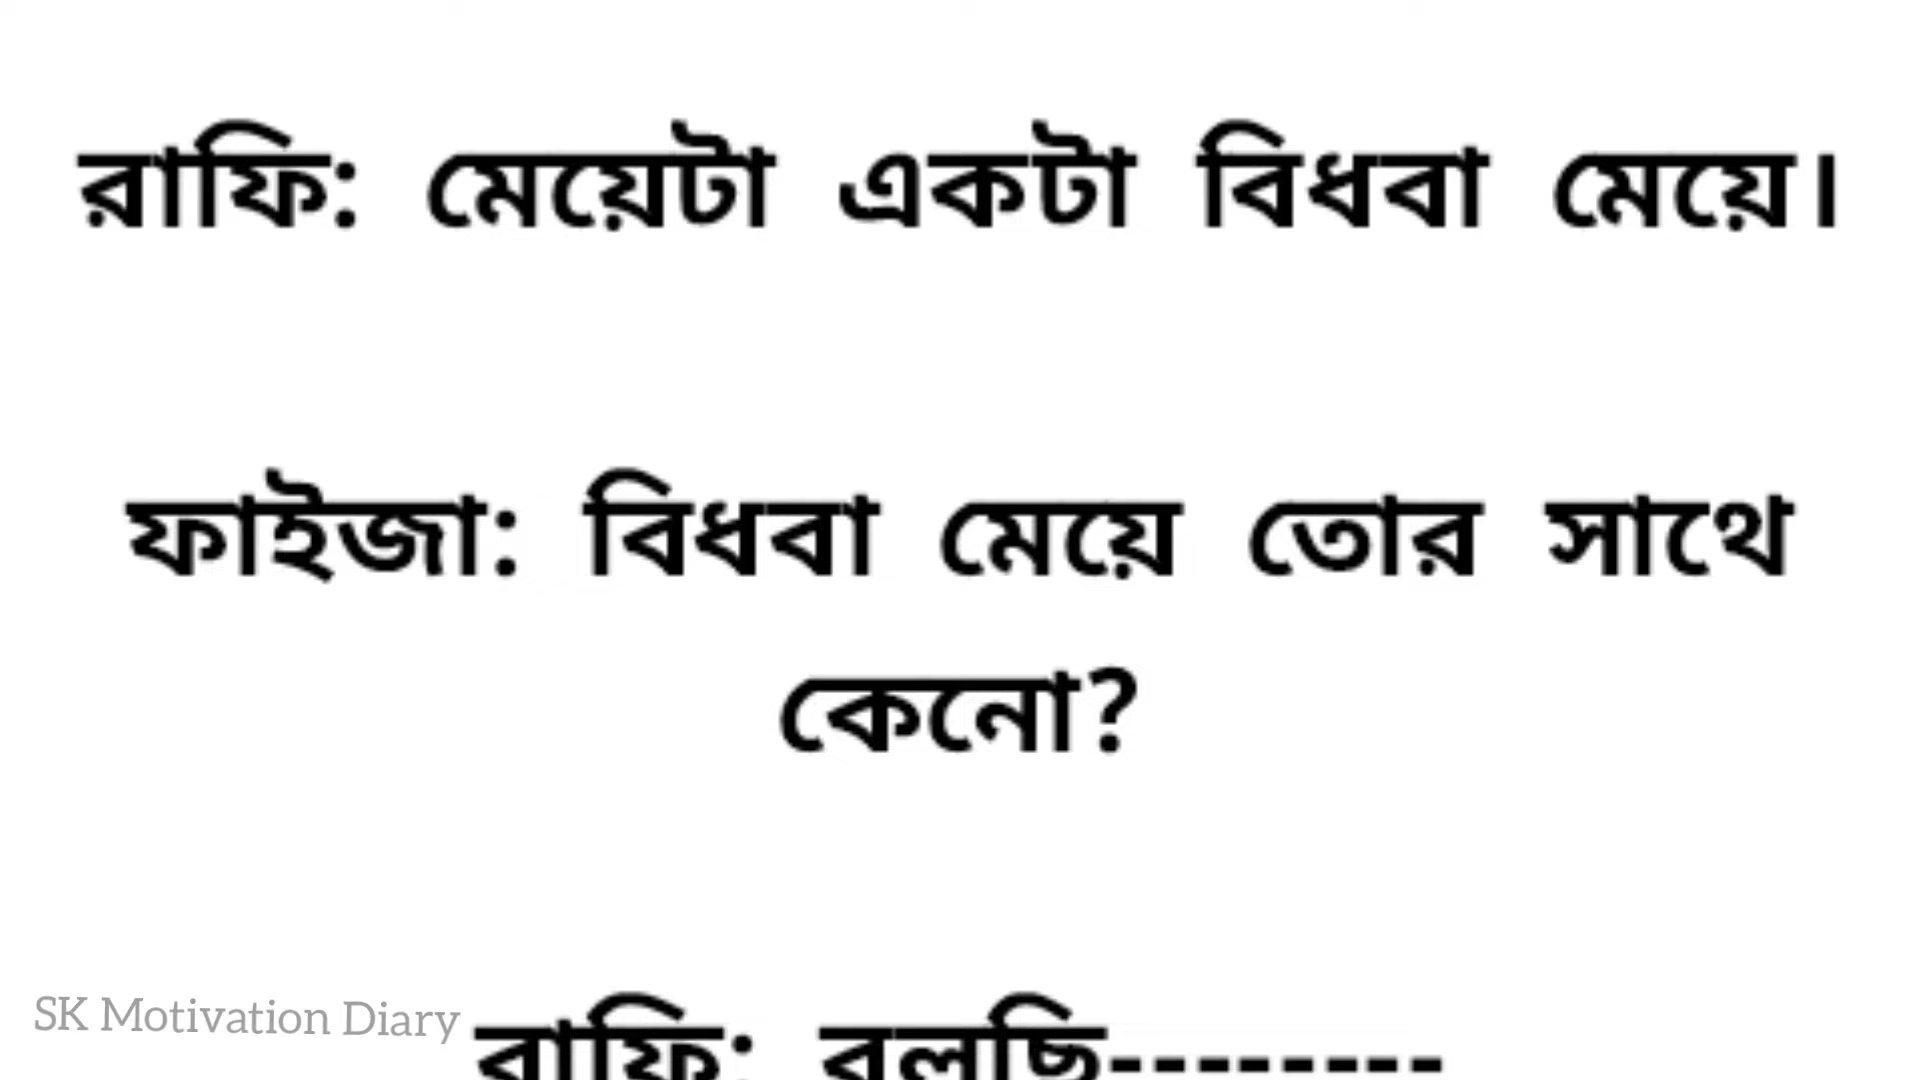 রাফি: মেয়েটা একটা বিধবা মেয়ে।
ফাইজা: বিধবা মেয়ে তোর সাথে
কেনো?
রাফি: বলছি--------
SK Motivation Diary